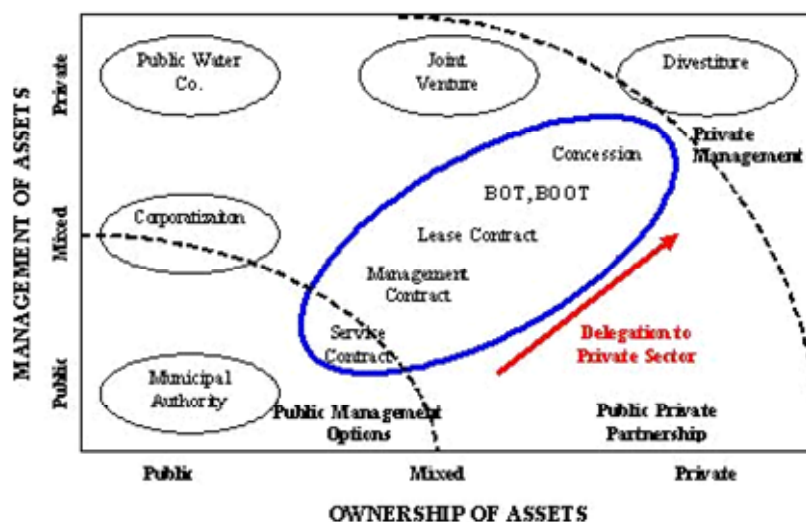 Public Water
Co.
Joint
Venture
Divestiture
Private
Management
Concession
BOT,BOOT
Corporatizaiton
Lease Contract
Management
Contract
Service
Contract
Delegation to
Private Sector
Municipal
Authority
Public Management
Options
Public Private
Partnership
MANAGEMENT OF ASSETS
Private
Mixed
Public
Public
Mixed
Private
OWNERSHIP OF ASSETS